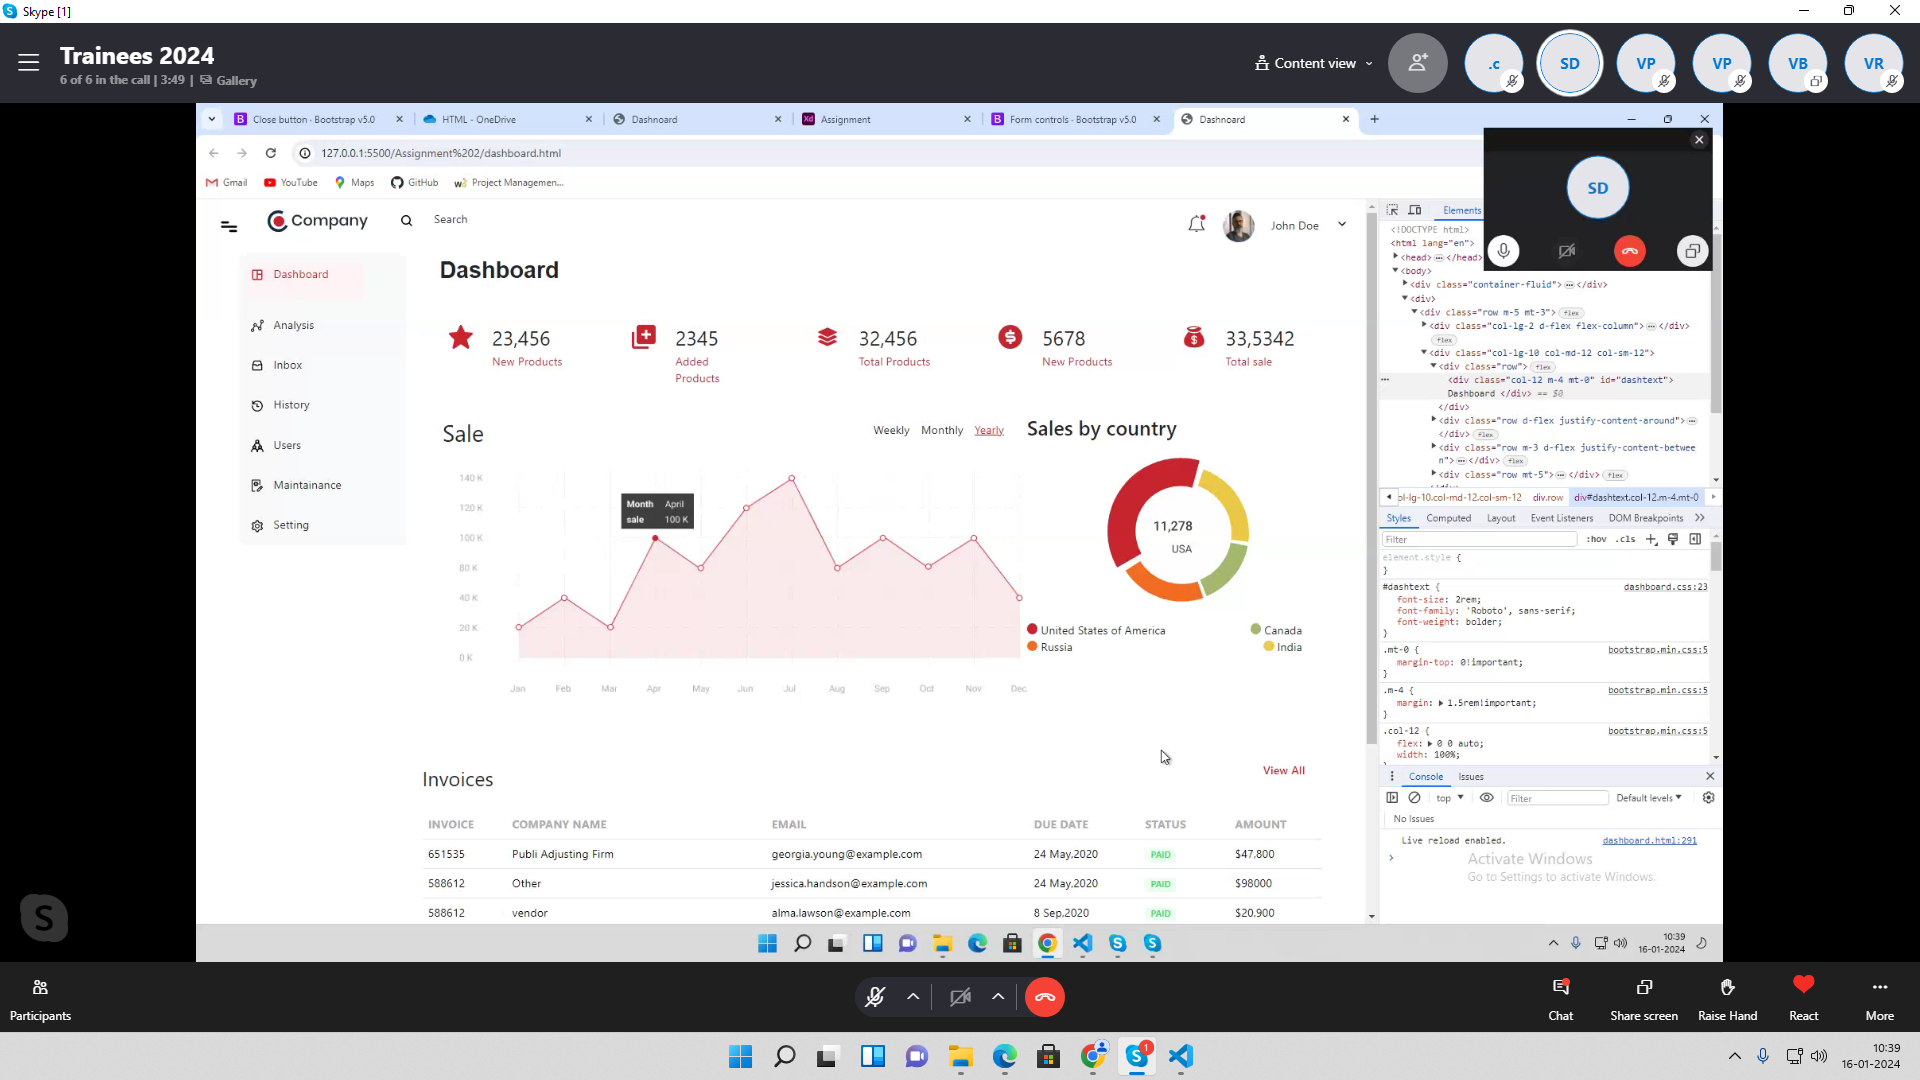 Skype [1]
Trainees 2024
6 of 6 in the call | 3:49 | Gallery
Content view
.c
SD
VP
VP
VB
VR
Close button · Bootstrap v5.0
HTML - OneDrive
Dashboard
Assignment
Form controls · Bootstrap v5.0
Dashboard
127.0.0.1:5500/Assignment%202/dashboard.html
Gmail
YouTube
Maps
GitHub
Project Managemen...
SD
Company
Search
John Doe
Dashboard
Analysis
Inbox
History
Users
Maintainance
Setting
Dashboard
23,456
New Products
2345
Added
Products
32,456
Total Products
5678
New Products
33,5342
Total sale
Sale
Weekly Monthly Yearly
140 K
120 K
100 K
80 K
40 K
20 K
0 K
Month April
sale 100 K
Jan Feb Mar Apr May Jun Jul Aug Sep Oct Nov Dec
Sales by country
11,278
USA
United States of America
Canada
Russia
India
Invoices
View All
INVOICE COMPANY NAME EMAIL DUE DATE STATUS AMOUNT
651535 Publi Adjusting Firm georgia.young@example.com 24 May,2020 PAID $47,800
588612 Other jessica.handson@example.com 24 May,2020 PAID $98000
588612 vendor alma.lawson@example.com 8 Sep,2020 PAID $20,900
Elements
<!DOCTYPE html>
<html lang="en">
<head> </head>
<body>
<div class="container-fluid"> </div>
<div>
<div class="row m-5 mt-3"> flex
<div class="col-lg-2 d-flex flex-column"> </div>
flex
<div class="col-lg-10 col-md-12 col-sm-12">
<div class="row"> flex
<div class="col-12 m-4 mt-0" id="dashtext">
Dashboard </div> == $0
</div>
<div class="row d-flex justify-content-around">
</div> flex
<div class="row m-3 d-flex justify-content-betwee
n"> </div> flex
<div class="row mt-5"> </div> flex
ol-lg-10.col-md-12.col-sm-12 div.row div#dashtext.col-12.m-4.mt-0
Styles Computed Layout Event Listeners DOM Breakpoints
Filter
:hov .cls
element.style {
}
#dashtext { dashboard.css:23
font-size: 2rem;
font-family: 'Roboto', sans-serif;
font-weight: bolder;
}
.mt-0 { bootstrap.min.css:5
margin-top: 0!important;
}
.m-4 { bootstrap.min.css:5
margin: 1.5rem!important;
}
.col-12 { bootstrap.min.css:5
flex: 0 0 auto;
width: 100%;
Console Issues
top
Filter
Default levels
No Issues
Live reload enabled. dashboard.html:291
Activate Windows
Go to Settings to activate Windows.
10:39
16-01-2024
Participants
Chat
Share screen
Raise Hand
React
More
1
10:39
16-01-2024